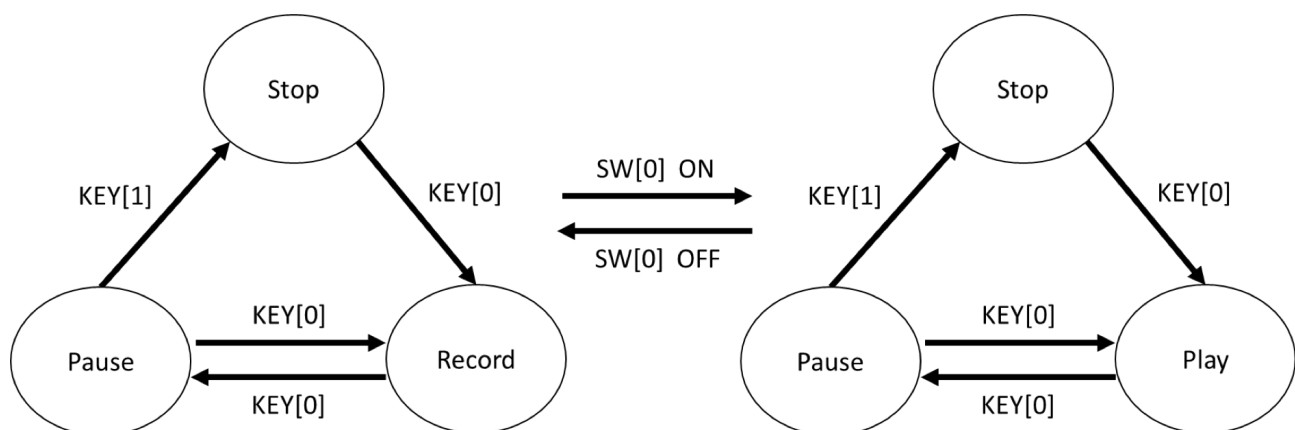 Stop
KEY[1]
KEY[0]
Pause
KEY[0]
KEY[0]
Record
SW[0] ON
SW[0] OFF
Stop
KEY[1]
KEY[0]
Pause
KEY[0]
KEY[0]
Play